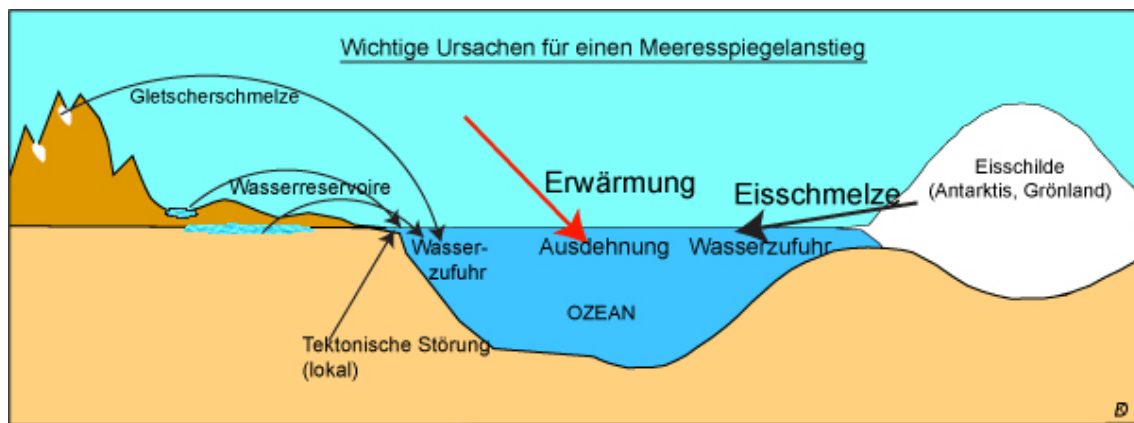 Wichtige Ursachen für einen Meeresspiegelanstieg
Gletscherschmelze
Wasserreservoire
Erwärmung
Eisschmelze
Eisschilde
(Antarktis, Grönland)
Wasser-
zufuhr
Ausdehnung
Wasserzufuhr
OZEAN
Tektonische Störung
(lokal)